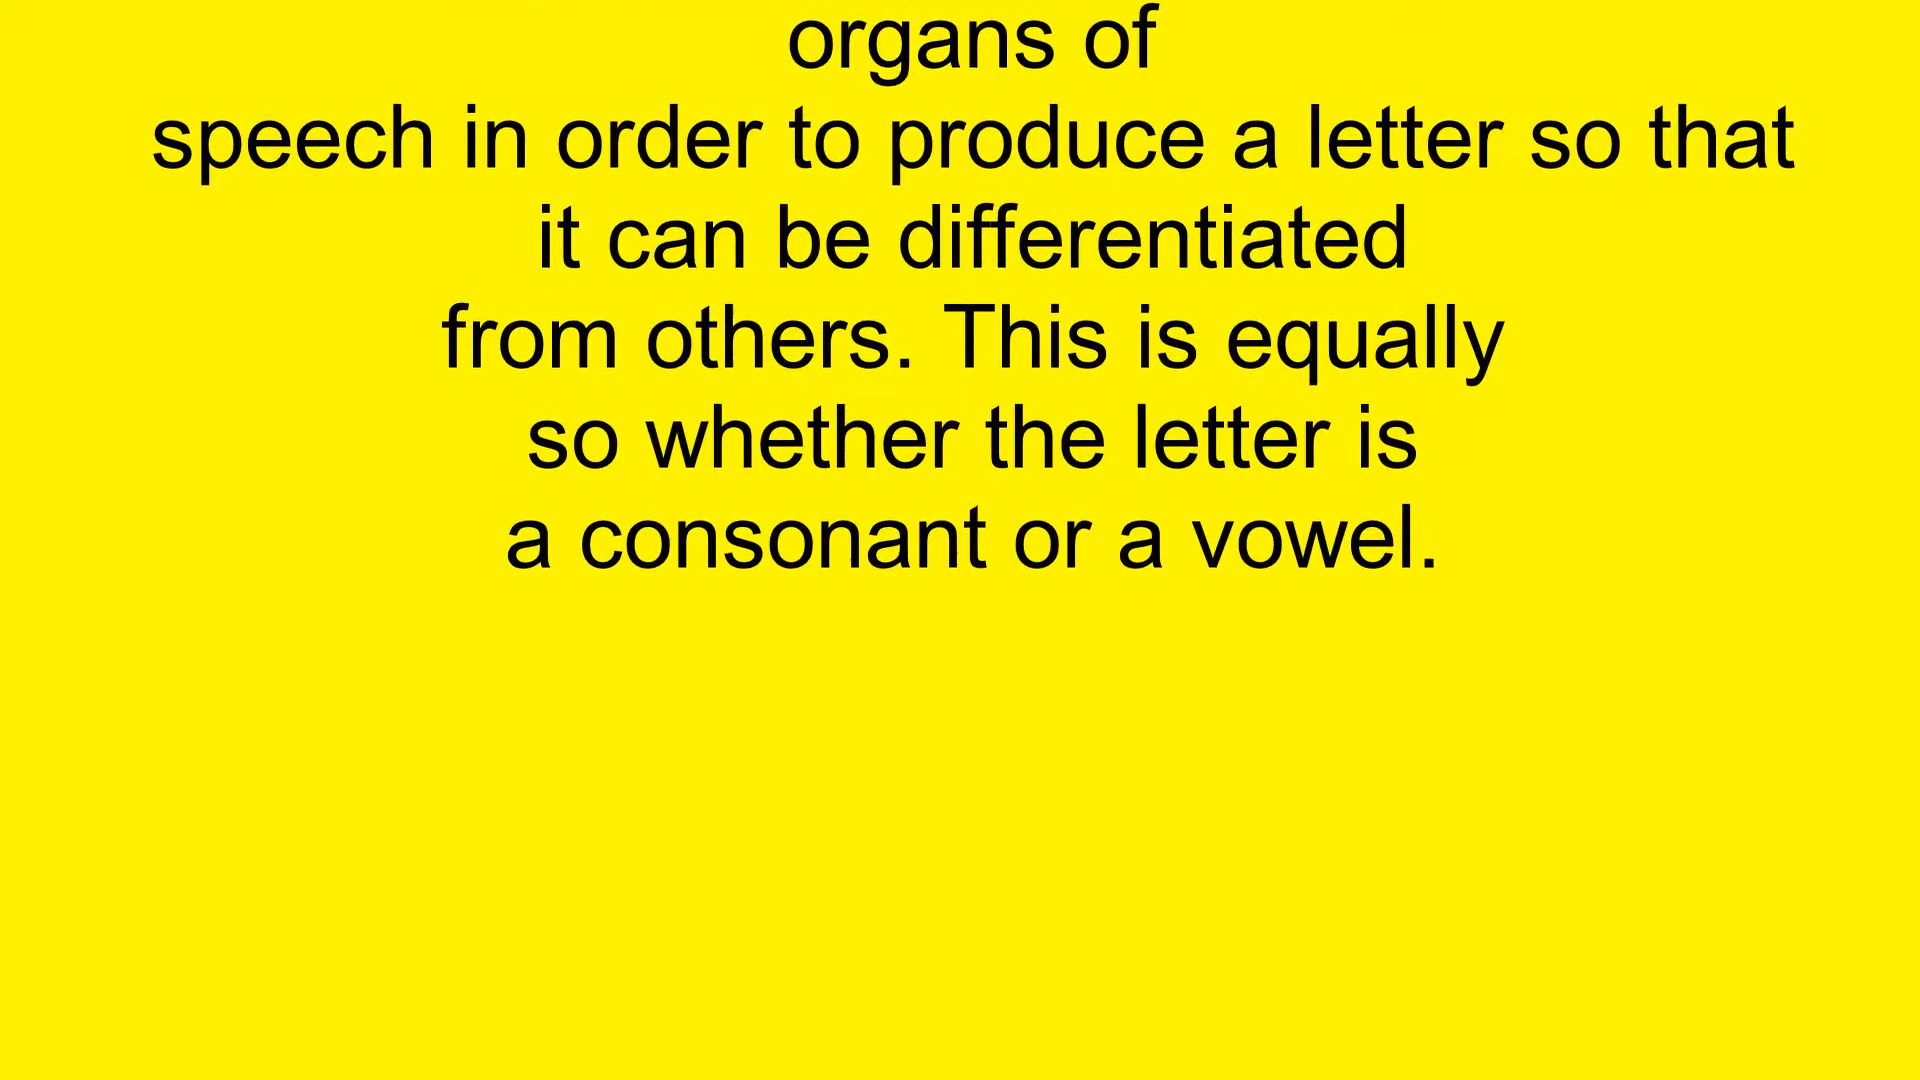 organs of
speech in order to produce a letter so that
it can be differentiated
from others. This is equally
so whether the letter is
a consonant or a vowel.